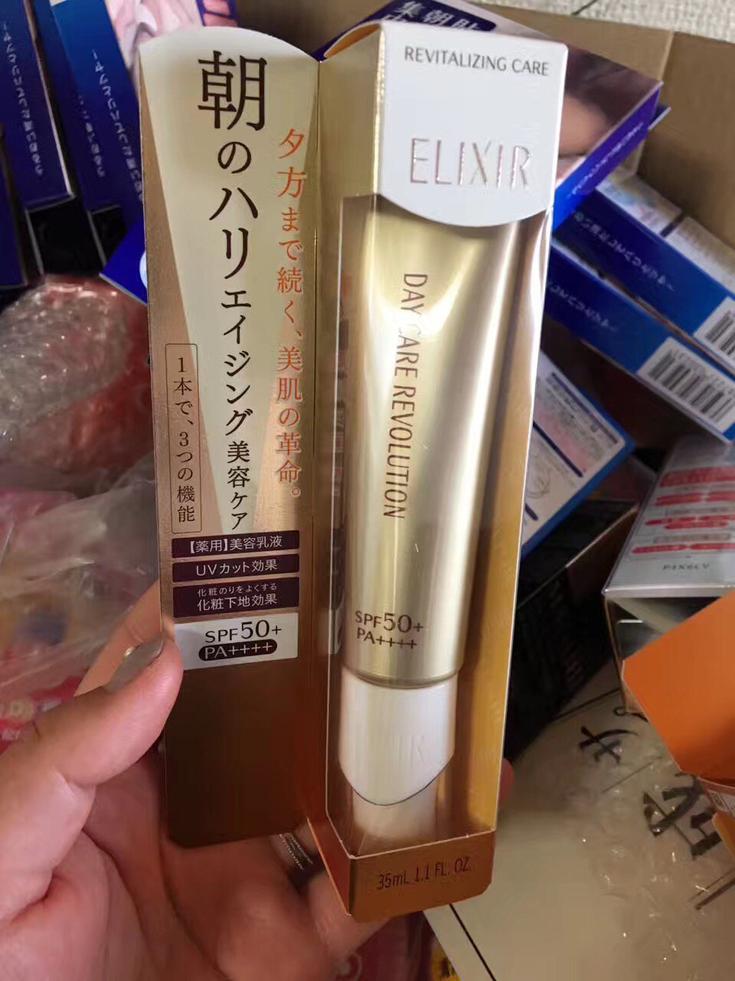 REVITALIZING CARE
ELIXIR
DAY CARE REVOLUTION
SPF50+
PA++++
35mL 1.1 FL. OZ.
朝のハリエイジング美容ケア
夕方まで続く、美肌の革命。
1本で、3つの機能
【薬用】美容乳液
UVカット効果
化粧のりをよくする
化粧下地効果
SPF50+
PA++++